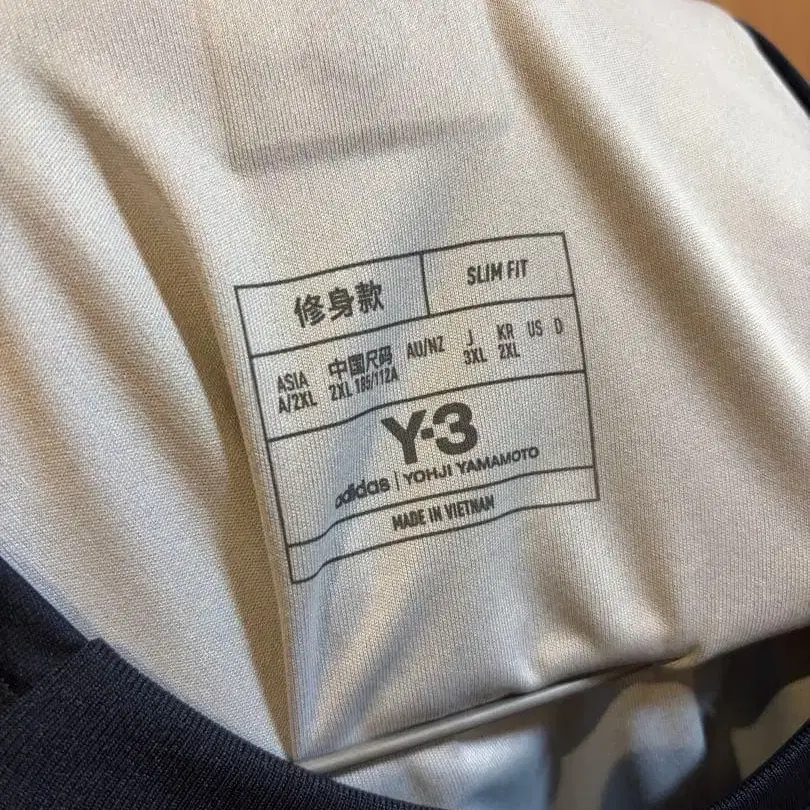 修身款 SLIM FIT
ASIA 中国尺码 AU/NZ J KR US D
A/2XL 2XL 185/112A 3XL 2XL
Y-3
adidas | YOHJI YAMAMOTO
MADE IN VIETNAM